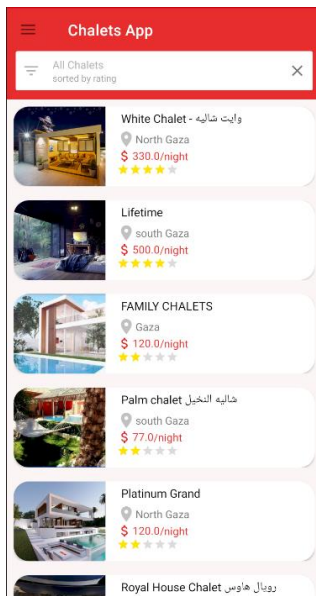 Chalets App
All Chalets
sorted by rating
White Chalet - وايت شاليه
North Gaza
$ 330.0/night
Lifetime
south Gaza
$ 500.0/night
FAMILY CHALETS
Gaza
$ 120.0/night
Palm chalet شاليه النخيل
south Gaza
$ 77.0/night
Platinum Grand
North Gaza
$ 120.0/night
Royal House Chalet رويال هاوس